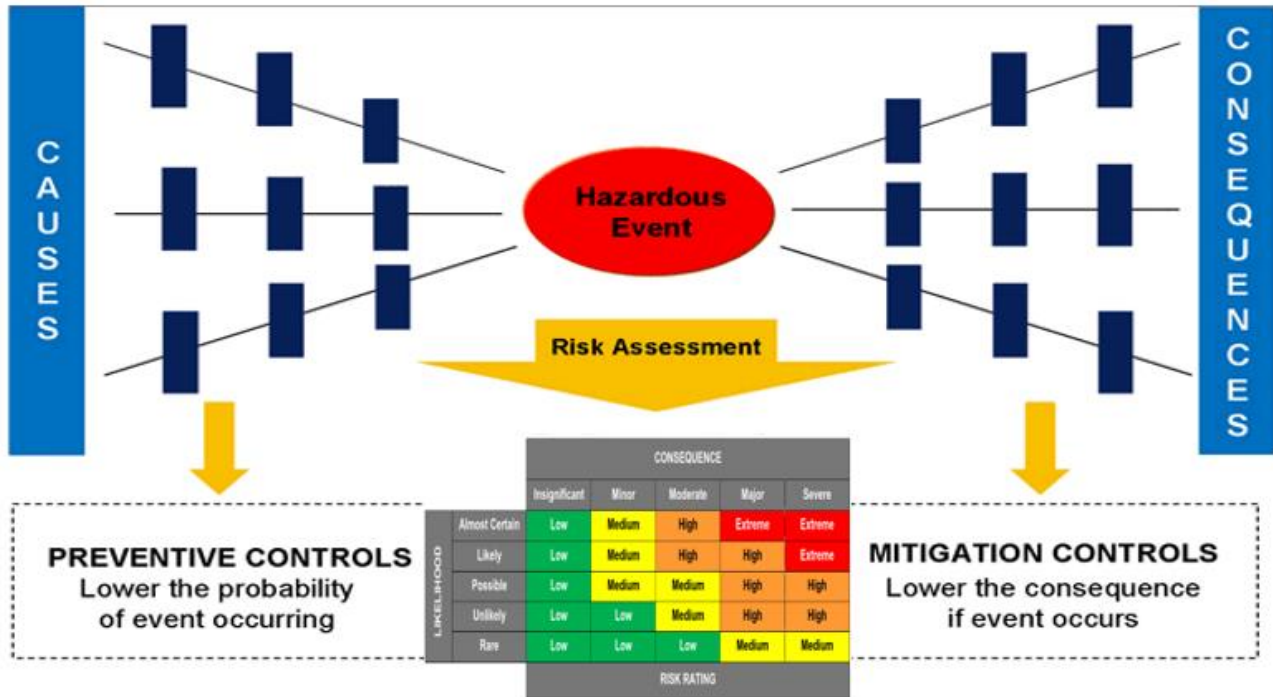 CAUSES
Hazardous
Event
CONSEQUENCES
Risk Assessment
PREVENTIVE CONTROLS
Lower the probability
of event occurring
CONSEQUENCE
Insignificant Minor Moderate Major Severe
LIKELIHOOD
Almost Certain Low Medium High Extreme Extreme
Likely Low Medium High High Extreme
Possible Low Medium Medium High High
Unlikely Low Low Medium High High
Rare Low Low Low Medium Medium
RISK RATING
MITIGATION CONTROLS
Lower the consequence
if event occurs